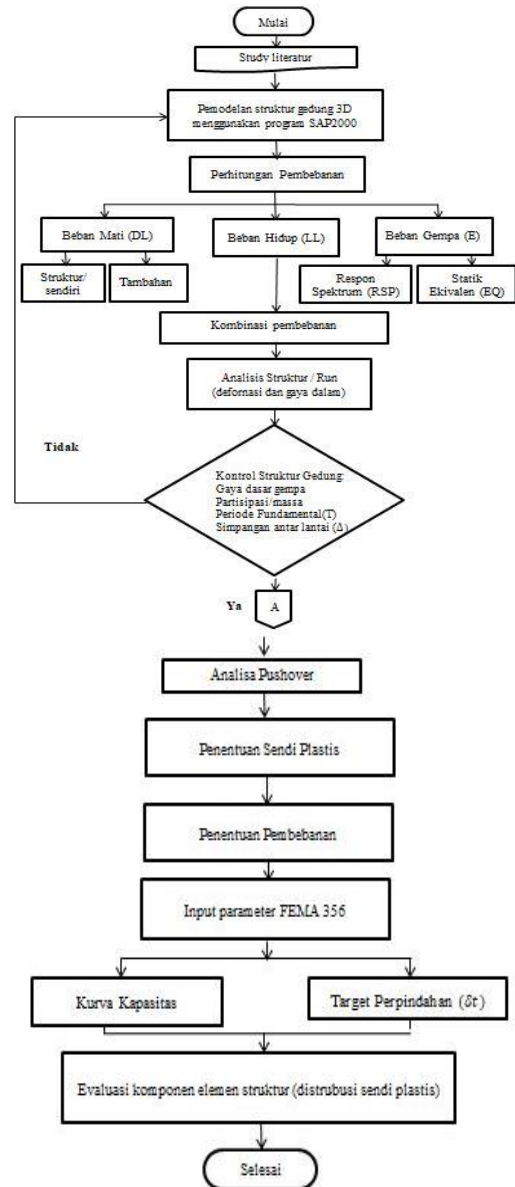 Mulai
Study literatur
Pemodelan struktur gedung 3D
menggunakan program SAP2000
Perhitungan Pembebanan
Beban Mati (DL)
Beban Hidup (LL)
Beban Gempa (E)
Struktur/
sendiri
Tambahan
Respon
Spektrum (RSP)
Statik
Ekivalen (EQ)
Kombinasi pembebanan
Analisis Struktur / Run
(defornasi dan gaya dalam)
Tidak
Kontrol Struktur Gedung:
Gaya dasar gempa
Partisipasi/massa
Periode Fundamental(T)
Simpangan antar lantai (Δ)
Ya
A
Analisa Pushover
Penentuan Sendi Plastis
Penentuan Pembebanan
Input parameter FEMA 356
Kurva Kapasitas
Target Perpindahan (δt)
Evaluasi komponen elemen struktur (distrubusi sendi plastis)
Selesai